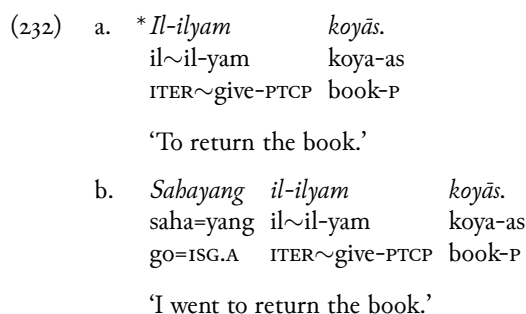 (232) a. *Il-ilyam koyās.
il∼il-yam koya-as
ITER∼give-PTCP book-P
‘To return the book.’
b. Sahayang il-ilyam koyās.
saha=yang il∼il-yam koya-as
go=1SG.A ITER∼give-PTCP book-P
‘I went to return the book.’